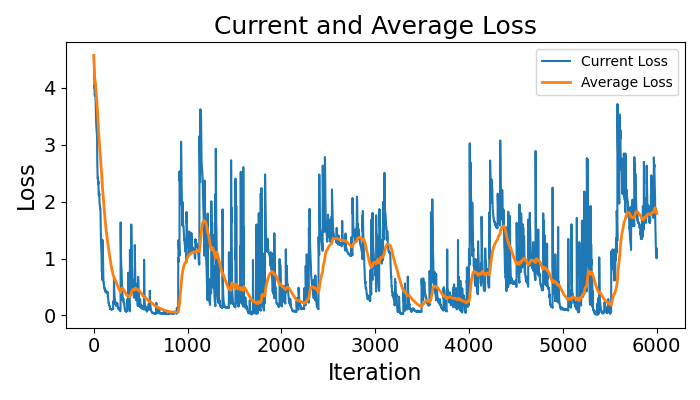 Current and Average Loss
Current Loss
Average Loss
Loss
4
3
2
1
0
0 1000 2000 3000 4000 5000 6000
Iteration